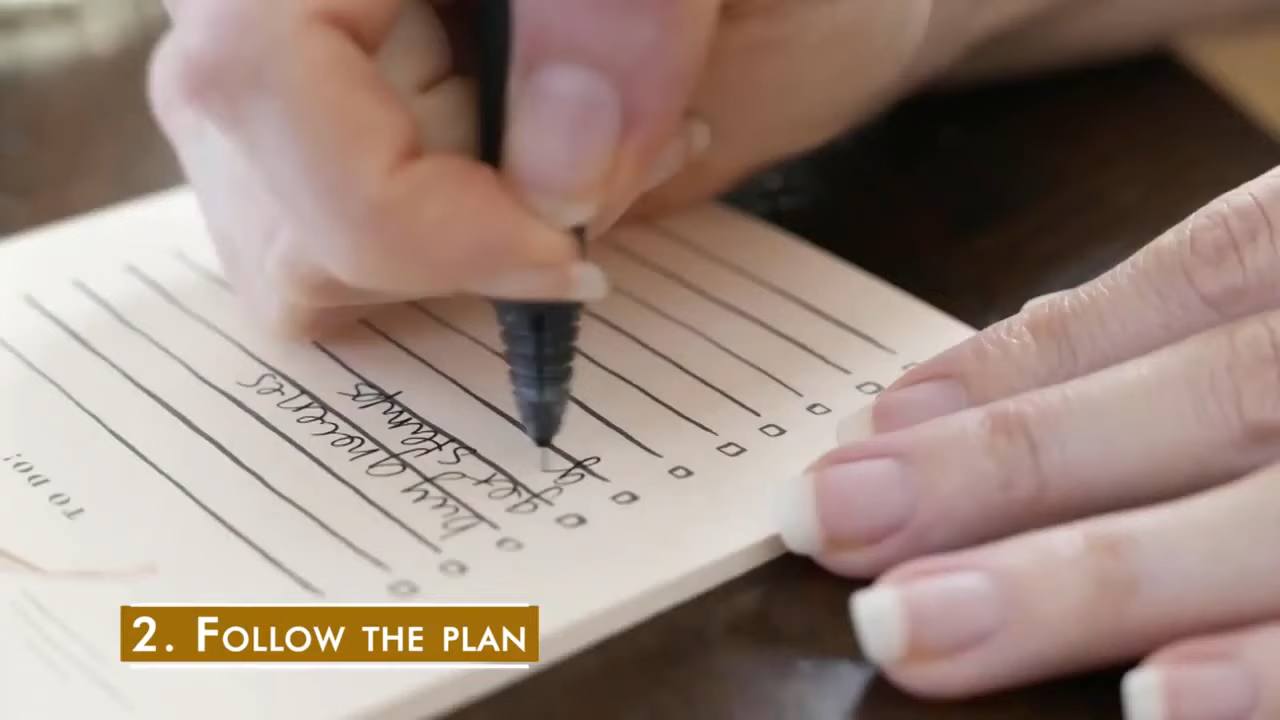 TO DO!
buy groceries
get stamps
g
2. FOLLOW THE PLAN